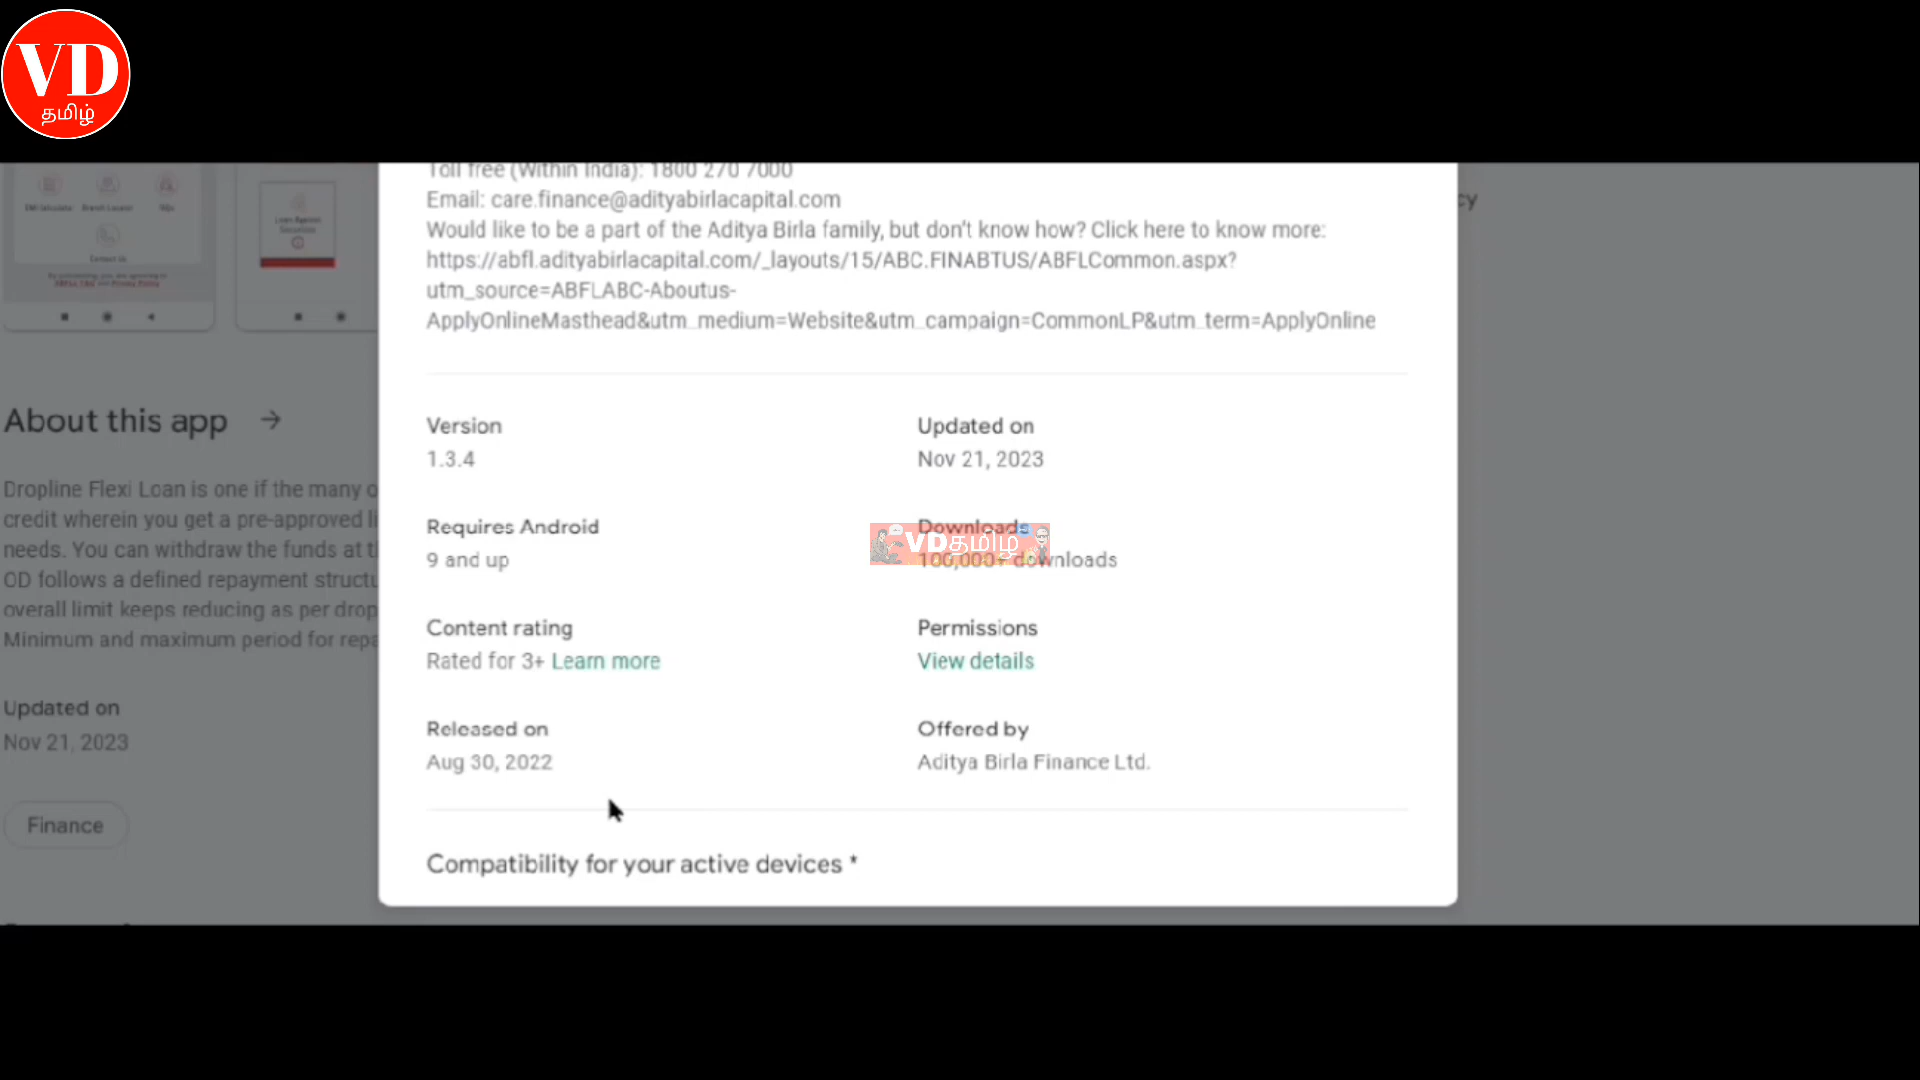 VD
தமிழ்
Toll free (Within India): 1800 270 7000
Email: care.finance@adityabirlacapital.com
Would like to be a part of the Aditya Birla family, but don't know how? Click here to know more:
https://abfl.adityabirlacapital.com/_layouts/15/ABC.FINABTUS/ABFLCommon.aspx?
utm_source=ABFLABC-Aboutus-
ApplyOnlineMasthead&utm_medium=Website&utm_campaign=CommonLP&utm_term=ApplyOnline
cy
Contact Us
About this app →
Dropline Flexi Loan is one if the many o
credit wherein you get a pre-approved li
needs. You can withdraw the funds at t
OD follows a defined repayment structu
overall limit keeps reducing as per drop
Minimum and maximum period for repa
Updated on
Nov 21, 2023
Finance
Version
1.3.4
Updated on
Nov 21, 2023
Requires Android
9 and up
Downloads
100,000+ downloads
VDதமிழ்
Content rating
Rated for 3+ Learn more
Permissions
View details
Released on
Aug 30, 2022
Offered by
Aditya Birla Finance Ltd.
Compatibility for your active devices *